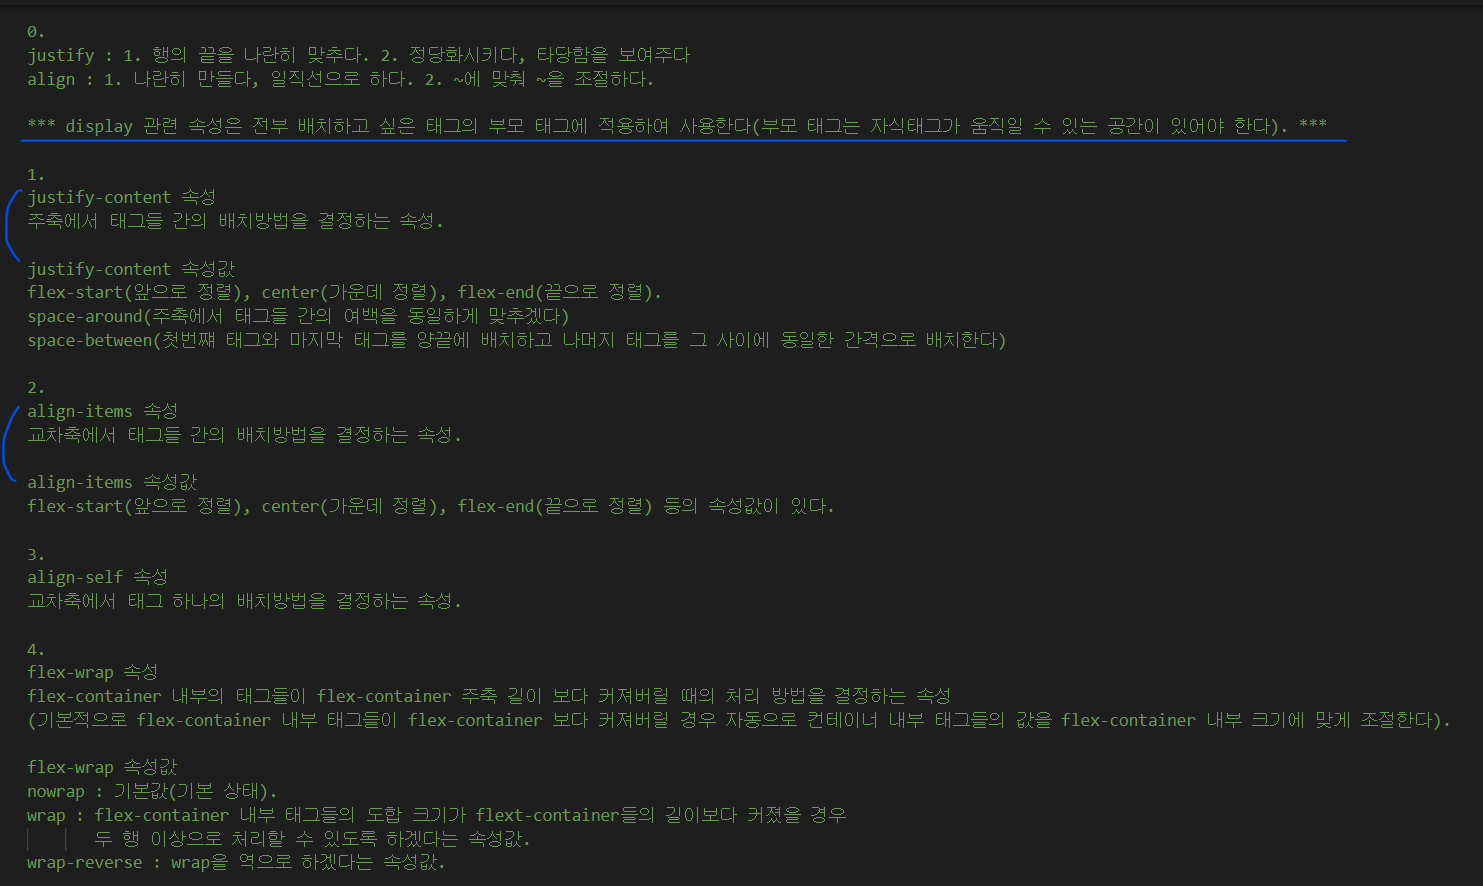 0.
justify : 1. 행의 끝을 나란히 맞추다. 2. 정당화시키다, 타당함을 보여주다
align : 1. 나란히 만들다, 일직선으로 하다. 2. ~에 맞춰 ~을 조절하다.
*** display 관련 속성은 전부 배치하고 싶은 태그의 부모 태그에 적용하여 사용한다(부모 태그는 자식태그가 움직일 수 있는 공간이 있어야 한다). ***
1.
justify-content 속성
주축에서 태그들 간의 배치방법을 결정하는 속성.
justify-content 속성값
flex-start(앞으로 정렬), center(가운데 정렬), flex-end(끝으로 정렬).
space-around(주축에서 태그들 간의 여백을 동일하게 맞추겠다)
space-between(첫번쨰 태그와 마지막 태그를 양끝에 배치하고 나머지 태그를 그 사이에 동일한 간격으로 배치한다)
2.
align-items 속성
교차축에서 태그들 간의 배치방법을 결정하는 속성.
align-items 속성값
flex-start(앞으로 정렬), center(가운데 정렬), flex-end(끝으로 정렬) 등의 속성값이 있다.
3.
align-self 속성
교차축에서 태그 하나의 배치방법을 결정하는 속성.
4.
flex-wrap 속성
flex-container 내부의 태그들이 flex-container 주축 길이 보다 커져버릴 때의 처리 방법을 결정하는 속성
(기본적으로 flex-container 내부 태그들이 flex-container 보다 커져버릴 경우 자동으로 컨테이너 내부 태그들의 값을 flex-container 내부 크기에 맞게 조절한다).
flex-wrap 속성값
nowrap : 기본값(기본 상태).
wrap : flex-container 내부 태그들의 도합 크기가 flext-container들의 길이보다 커졌을 경우
두 행 이상으로 처리할 수 있도록 하겠다는 속성값.
wrap-reverse : wrap을 역으로 하겠다는 속성값.